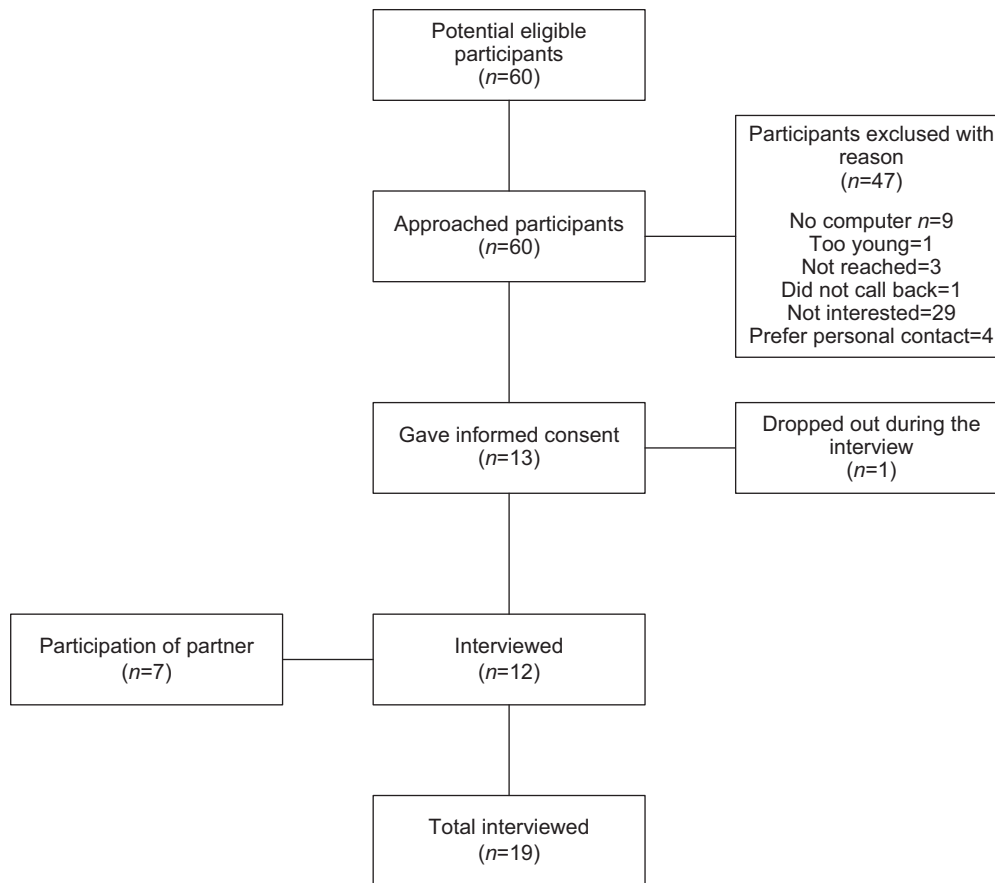 Potential eligible
participants
(n=60)
Participants exclused with
reason
(n=47)
No computer n=9
Too young=1
Not reached=3
Did not call back=1
Not interested=29
Prefer personal contact=4
Approached participants
(n=60)
Gave informed consent
(n=13)
Dropped out during the
interview
(n=1)
Participation of partner
(n=7)
Interviewed
(n=12)
Total interviewed
(n=19)